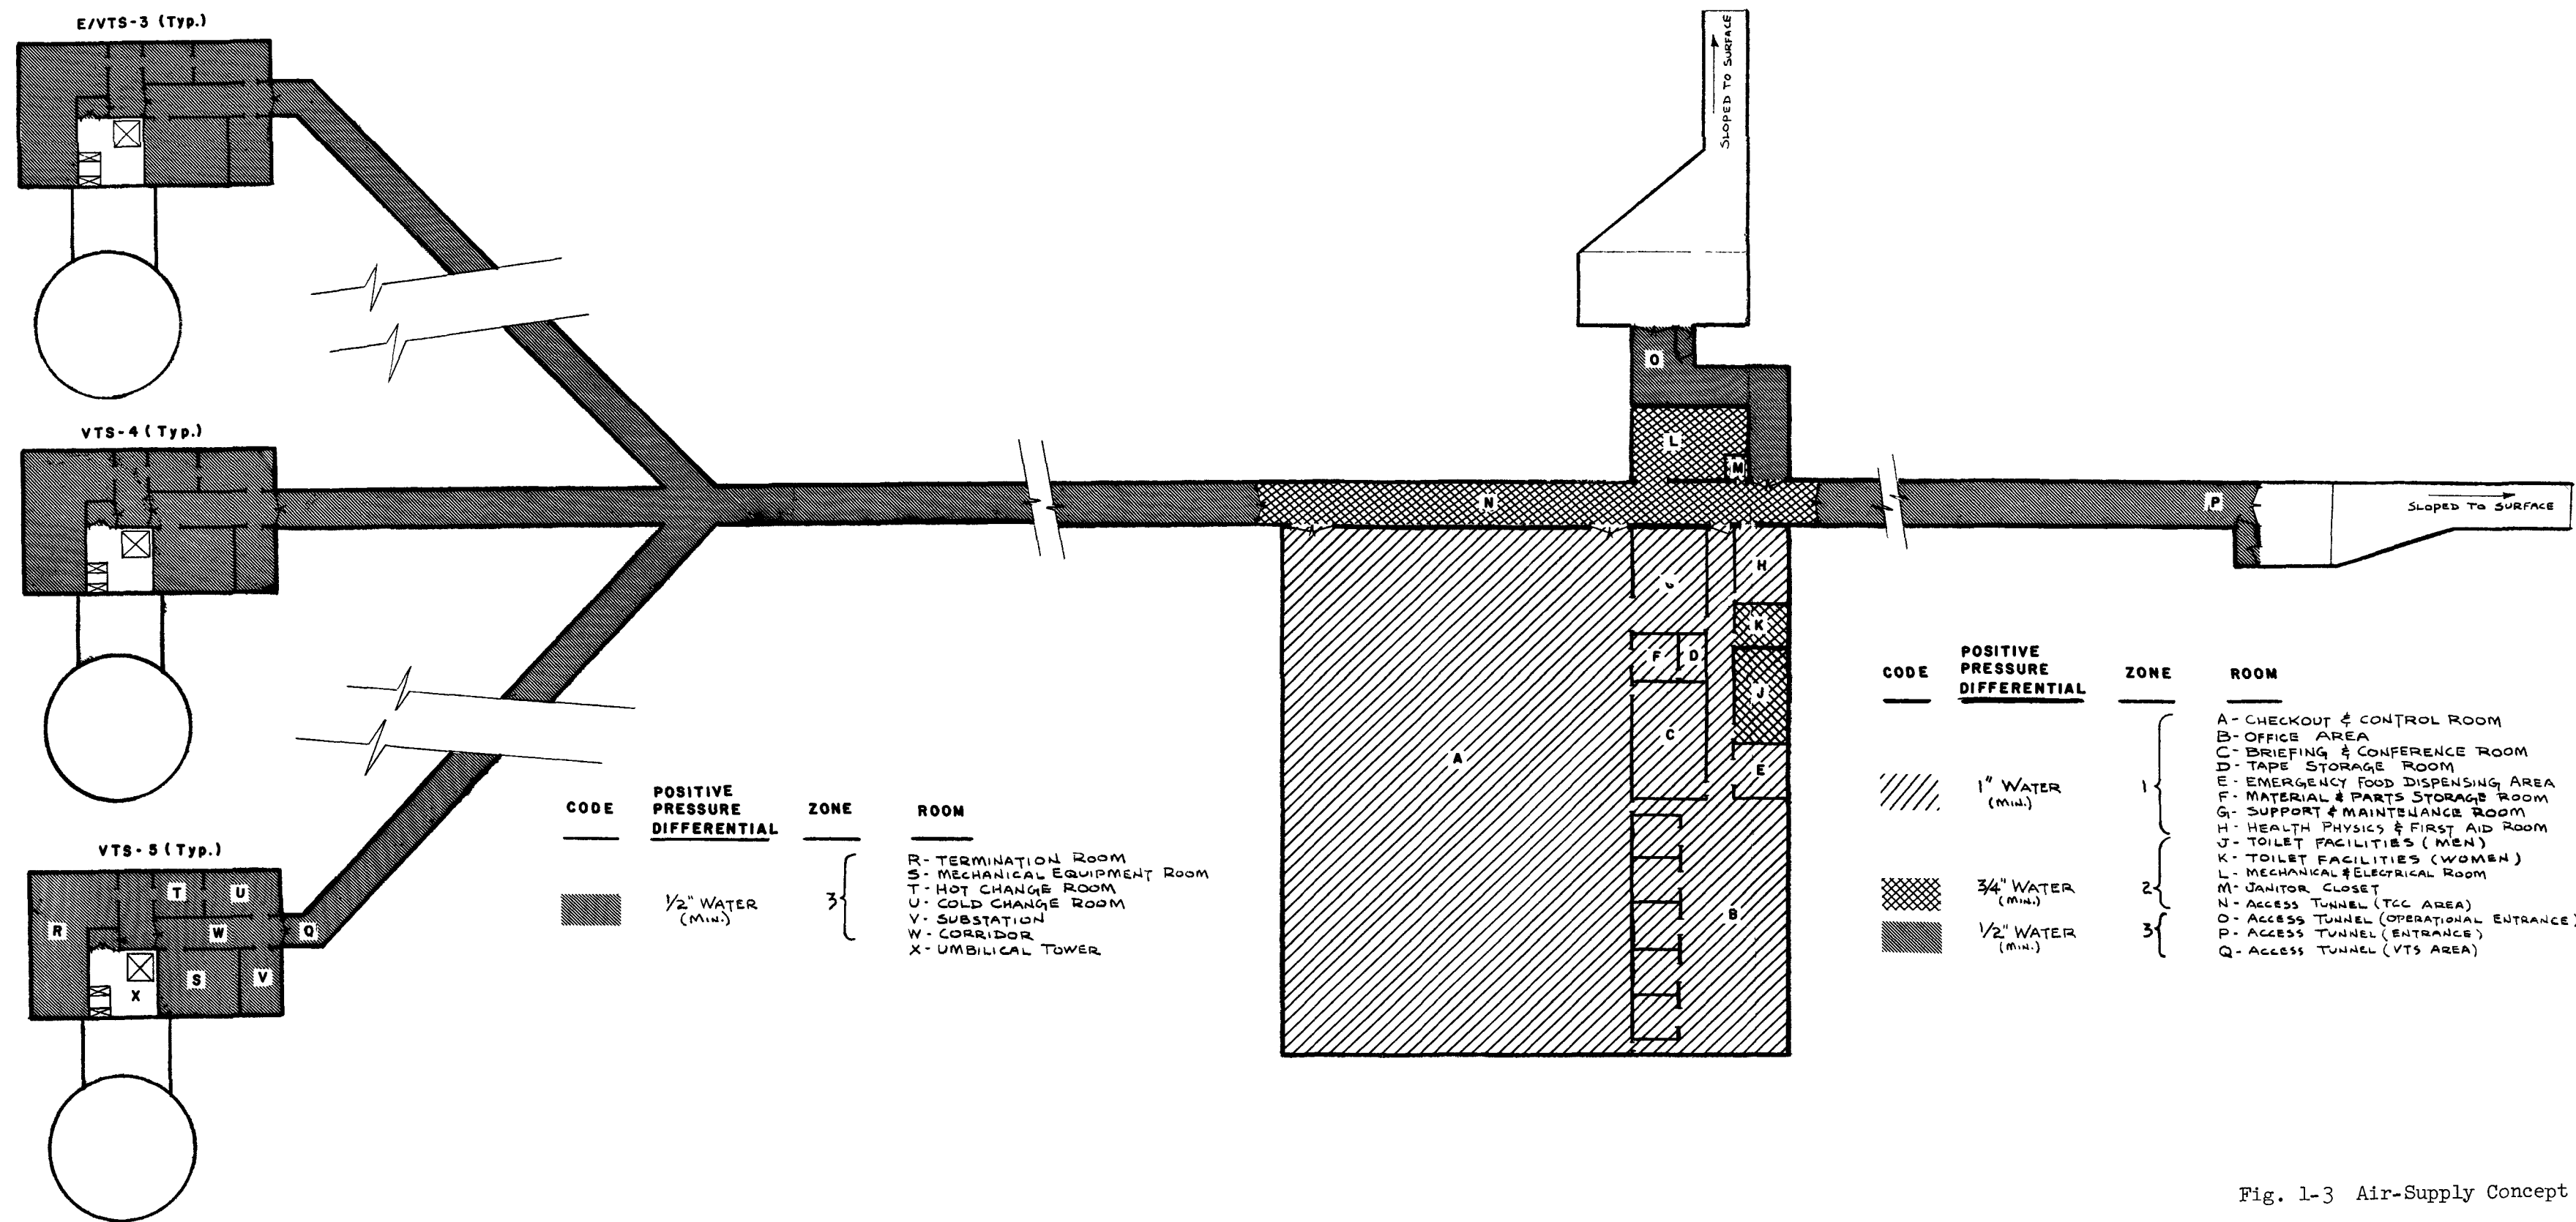 E/VTS-3 (Typ.)
SLOPED TO SURFACE
O
VTS-4 (Typ.)
L
M
N
P
SLOPED TO SURFACE
H
G
K
F
D
J
C
A
E
B
VTS-5 (Typ.)
T
U
R
W
Q
S
V
X
CODE
POSITIVE
PRESSURE
DIFFERENTIAL
ZONE
ROOM
1/2" WATER
(MIN.)
3
R- TERMINATION ROOM
S- MECHANICAL EQUIPMENT ROOM
T- HOT CHANGE ROOM
U- COLD CHANGE ROOM
V- SUBSTATION
W- CORRIDOR
X- UMBILICAL TOWER
CODE
POSITIVE
PRESSURE
DIFFERENTIAL
ZONE
ROOM
1" WATER
(MIN.)
1
A- CHECKOUT & CONTROL ROOM
B- OFFICE AREA
C- BRIEFING & CONFERENCE ROOM
D- TAPE STORAGE ROOM
E- EMERGENCY FOOD DISPENSING AREA
F- MATERIAL & PARTS STORAGE ROOM
G- SUPPORT & MAINTENANCE ROOM
H- HEALTH PHYSICS & FIRST AID ROOM
3/4" WATER
(MIN.)
2
J- TOILET FACILITIES (MEN)
K- TOILET FACILITIES (WOMEN)
L- MECHANICAL & ELECTRICAL ROOM
M- JANITOR CLOSET
N- ACCESS TUNNEL (TCC AREA)
1/2" WATER
(MIN.)
3
O- ACCESS TUNNEL (OPERATIONAL ENTRANCE)
P- ACCESS TUNNEL (ENTRANCE)
Q- ACCESS TUNNEL (VTS AREA)
Fig. 1-3 Air-Supply Concept